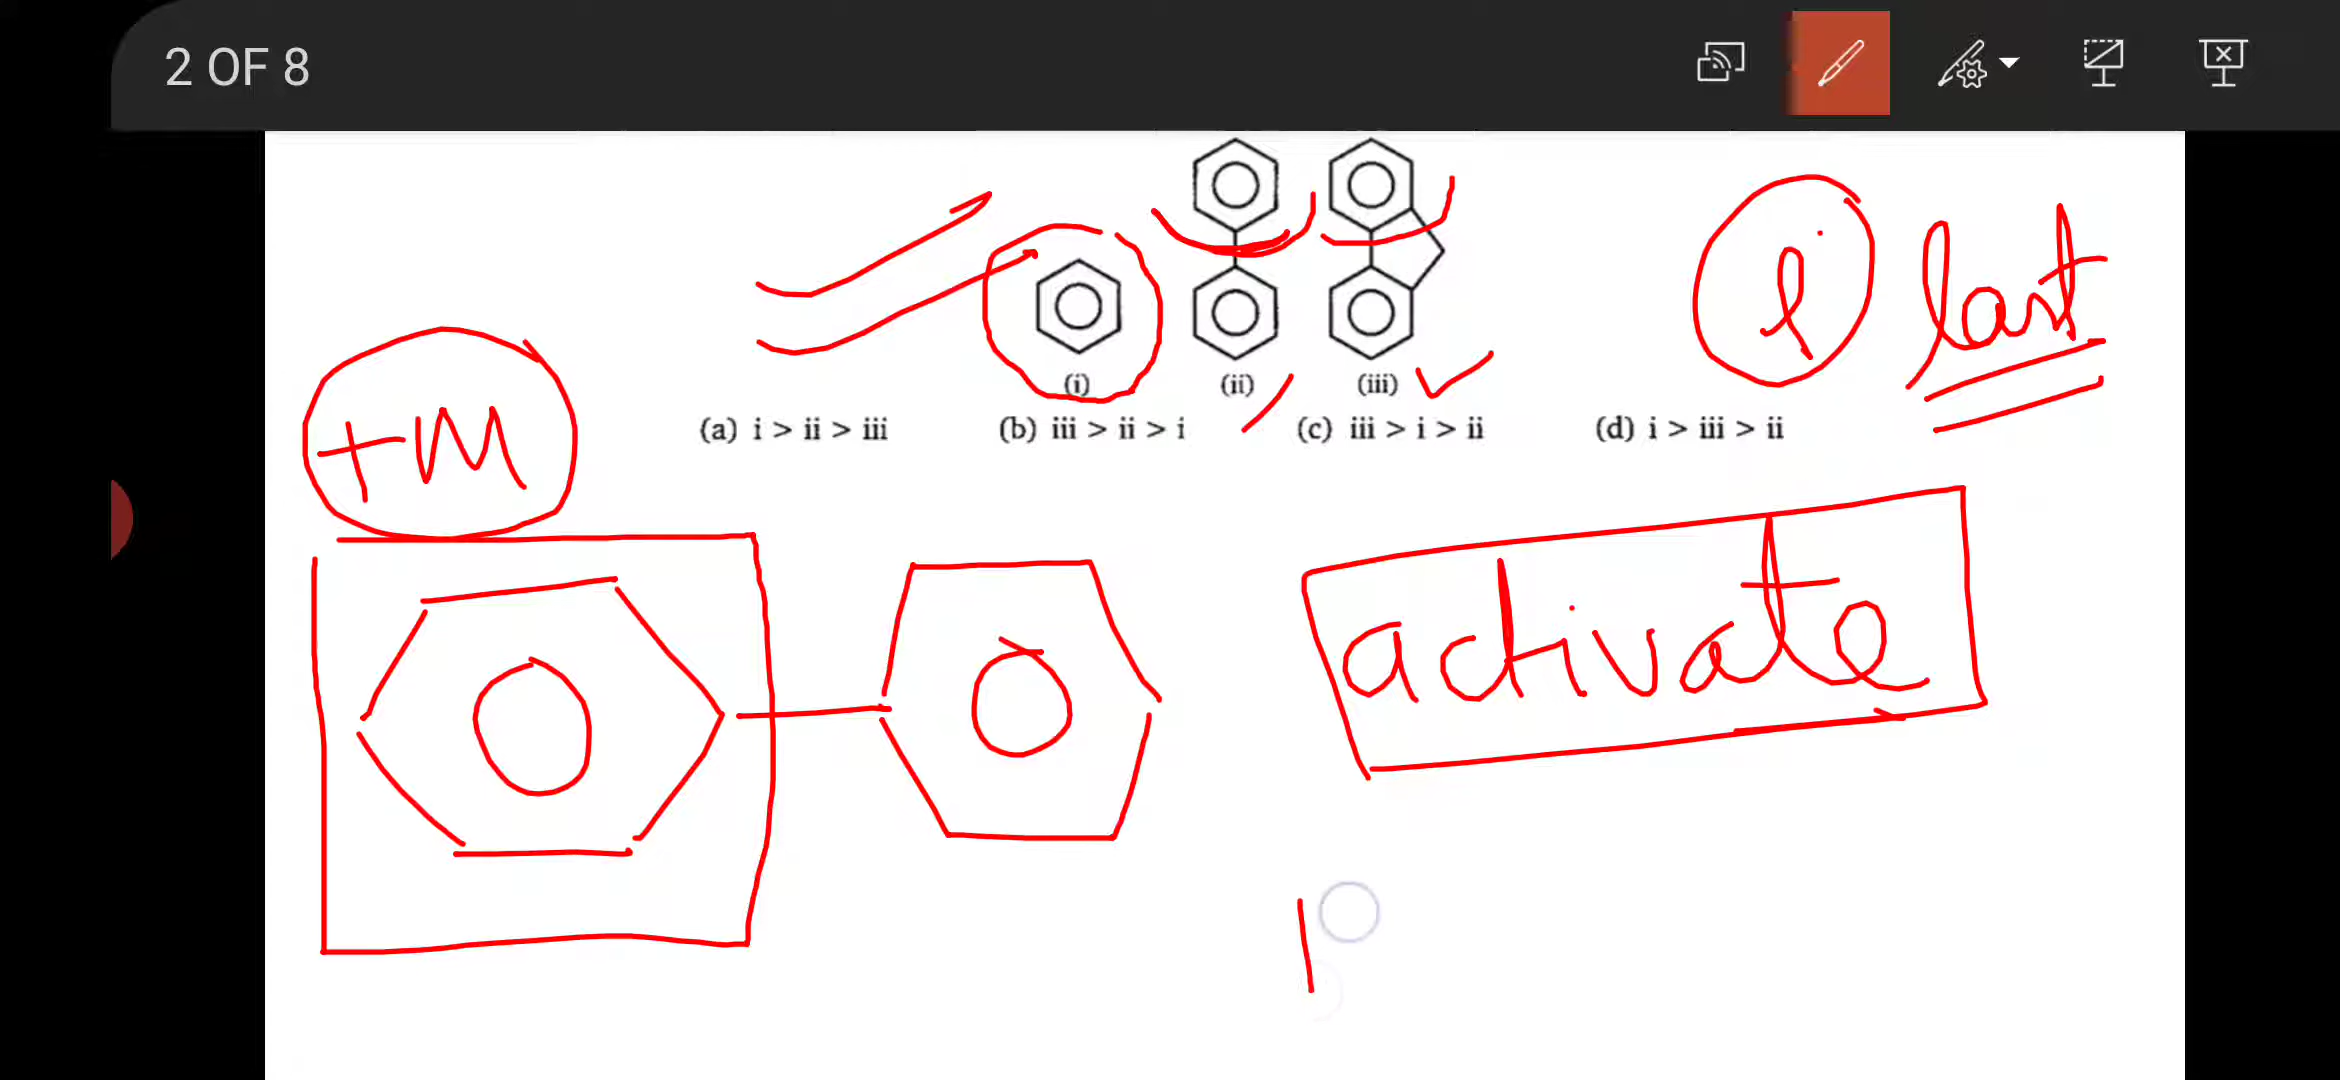 2 OF 8
i last
(i) (ii) (iii)
(a) i > ii > iii (b) iii > ii > i (c) iii > i > ii (d) i > iii > ii
+M
activate